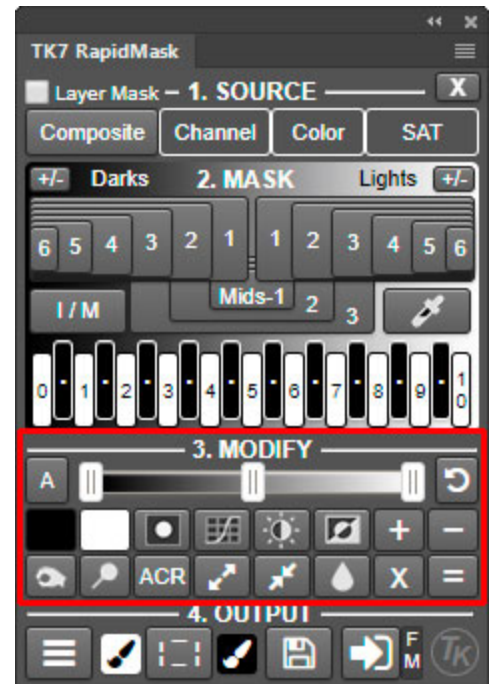 TK7 RapidMask
Layer Mask – 1. SOURCE X
Composite Channel Color SAT
+/- Darks 2. MASK Lights +/-
6 5 4 3 2 1 1 2 3 4 5 6
I / M Mids-1 2 3
0 1 2 3 4 5 6 7 8 9 10
3. MODIFY
A
+ −
ACR X =
4. OUTPUT
F
M TK